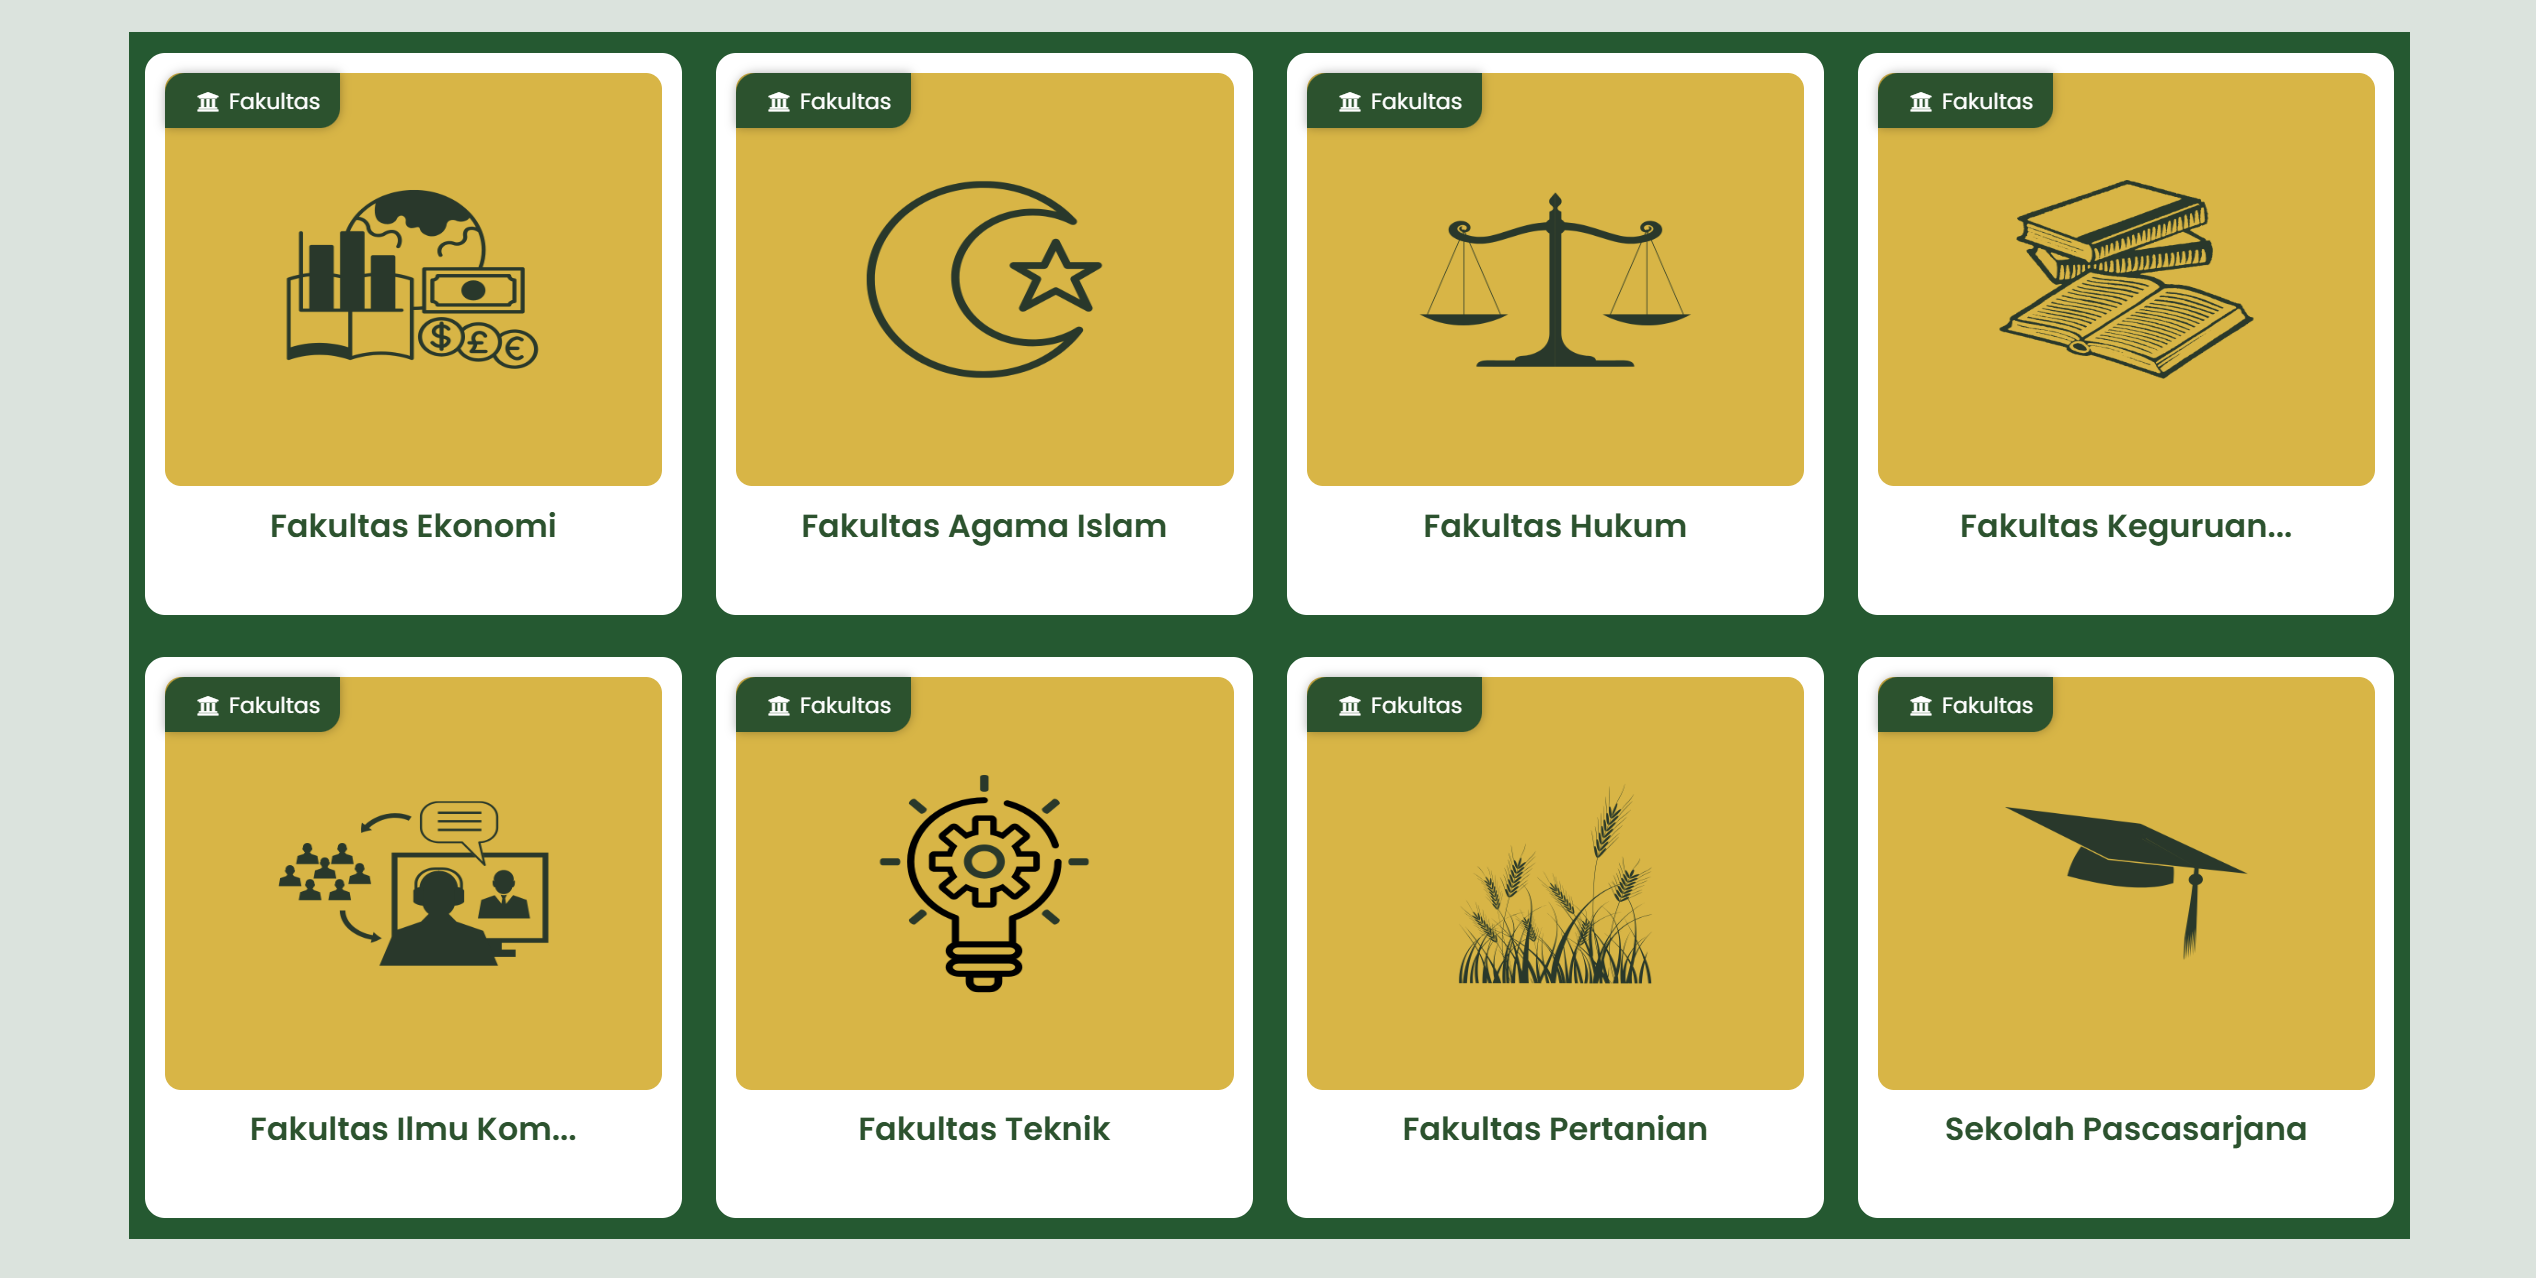 Fakultas
Fakultas
Fakultas
Fakultas
$ £ €
Fakultas Ekonomi
Fakultas Agama Islam
Fakultas Hukum
Fakultas Keguruan...
Fakultas
Fakultas
Fakultas
Fakultas
Fakultas Ilmu Kom...
Fakultas Teknik
Fakultas Pertanian
Sekolah Pascasarjana